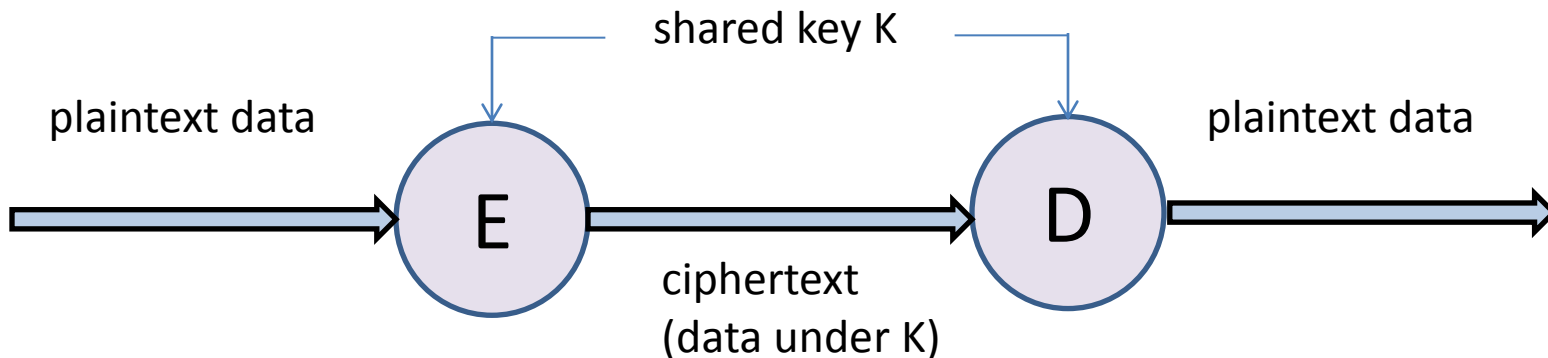 shared key K
plaintext data
plaintext data
E
D
ciphertext
(data under K)